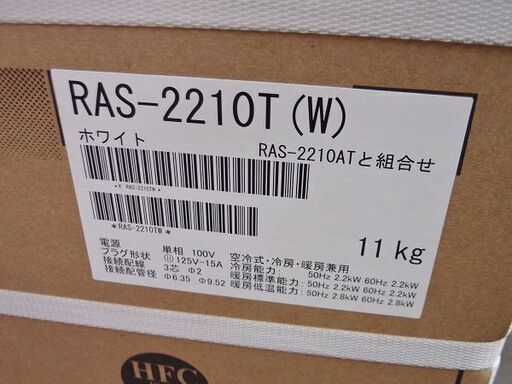 RAS-2210T(W)
ホワイト
RAS-2210ATと組合せ
*K RAS-2210TW*
*RAS-2210TW*
11kg
電源 単相 100V
プラグ形状 125V-15A
接続配線 3芯 Φ2
接続配管径 Φ6.35 Φ9.52
空冷式・冷房・暖房兼用
冷房能力: 50Hz 2.2kW 60Hz 2.2kW
暖房標準能力: 50Hz 2.2kW 60Hz 2.2kW
暖房低温能力: 50Hz 2.8kW 60Hz 2.8kW
HFC